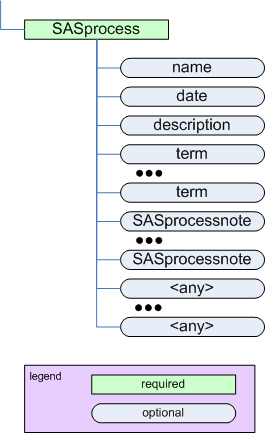 SASprocess
name
date
description
term
•••
term
SASprocessnote
•••
SASprocessnote
<any>
•••
<any>
legend
required
optional